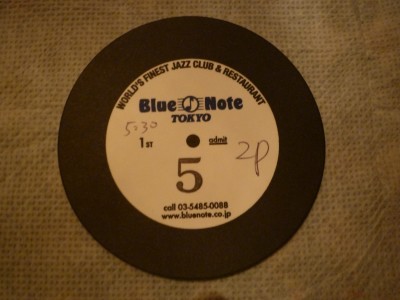 WORLD'S FINEST JAZZ CLUB & RESTAURANT
Blue Note
TOKYO
5:30
1ST
admit
2P
5
call 03-5485-0088
www.bluenote.co.jp